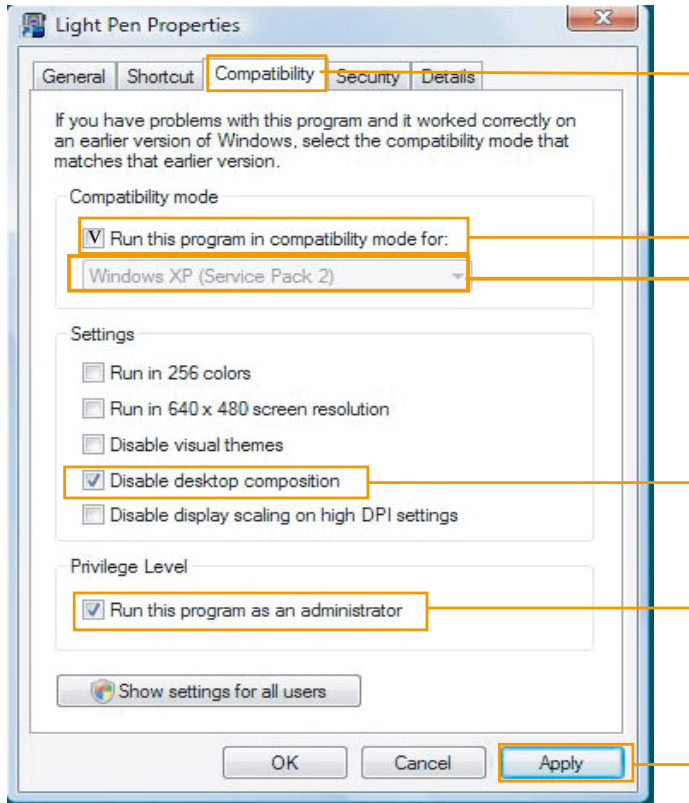 Light Pen Properties
General Shortcut Compatibility Security Details
If you have problems with this program and it worked correctly on
an earlier version of Windows, select the compatibility mode that
matches that earlier version.
Compatibility mode
V Run this program in compatibility mode for:
Windows XP (Service Pack 2)
Settings
Run in 256 colors
Run in 640 x 480 screen resolution
Disable visual themes
Disable desktop composition
Disable display scaling on high DPI settings
Privilege Level
Run this program as an administrator
Show settings for all users
OK Cancel Apply